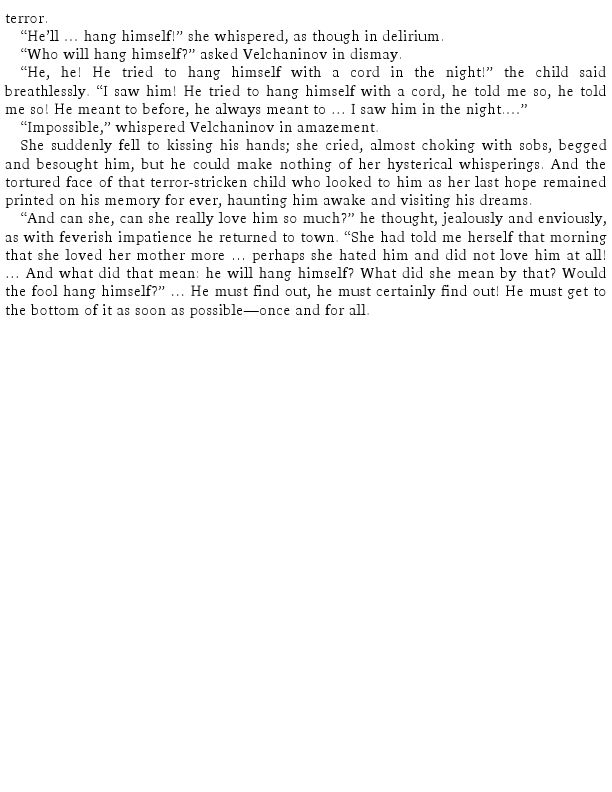 terror.
“He’ll … hang himself!” she whispered, as though in delirium.
“Who will hang himself?” asked Velchaninov in dismay.
“He, he! He tried to hang himself with a cord in the night!” the child said
breathlessly. “I saw him! He tried to hang himself with a cord, he told me so, he told
me so! He meant to before, he always meant to … I saw him in the night.…”
“Impossible,” whispered Velchaninov in amazement.
She suddenly fell to kissing his hands; she cried, almost choking with sobs, begged
and besought him, but he could make nothing of her hysterical whisperings. And the
tortured face of that terror-stricken child who looked to him as her last hope remained
printed on his memory for ever, haunting him awake and visiting his dreams.
“And can she, can she really love him so much?” he thought, jealously and enviously,
as with feverish impatience he returned to town. “She had told me herself that morning
that she loved her mother more … perhaps she hated him and did not love him at all!
… And what did that mean: he will hang himself? What did she mean by that? Would
the fool hang himself?” … He must find out, he must certainly find out! He must get to
the bottom of it as soon as possible—once and for all.